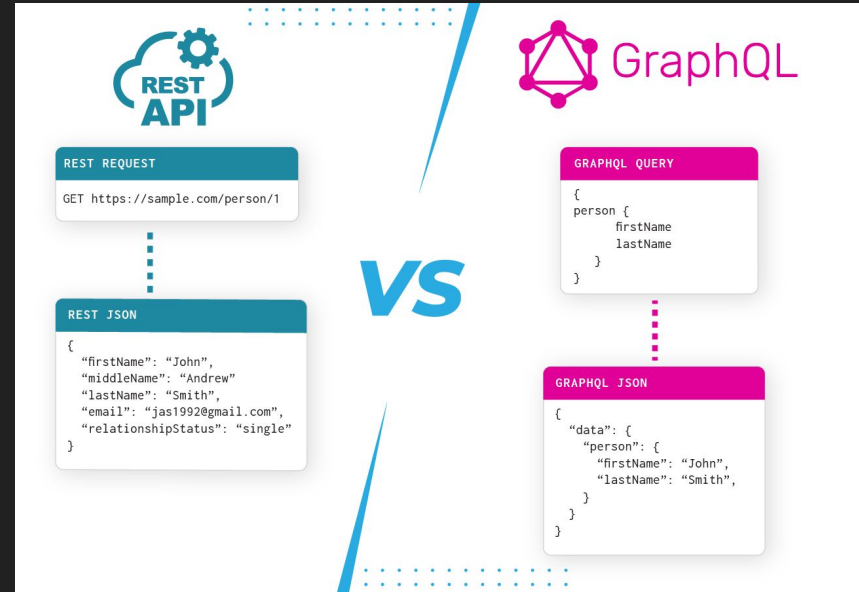 REST
API
GraphQL
REST REQUEST
GET https://sample.com/person/1
REST JSON
{
“firstName”: “John”,
“middleName”: “Andrew”
“lastName”: “Smith”,
“email”: “jas1992@gmail.com”,
“relationshipStatus”: “single”
}
VS
GRAPHQL QUERY
{
person {
firstName
lastName
}
}
GRAPHQL JSON
{
“data”: {
“person”: {
“firstName”: “John”,
“lastName”: “Smith”,
}
}
}